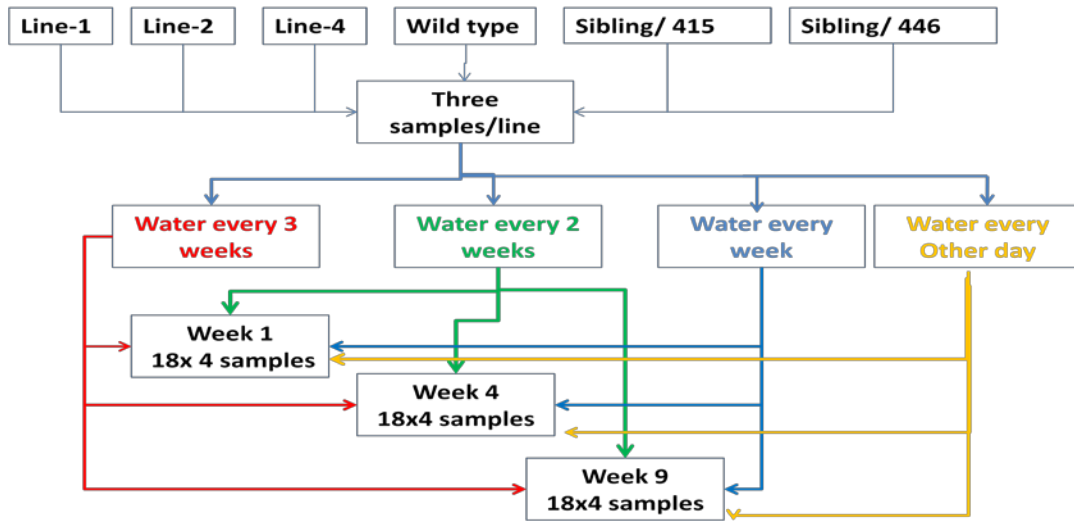 Line-1
Line-2
Line-4
Wild type
Sibling/ 415
Sibling/ 446
Three
samples/line
Water every 3
weeks
Water every 2
weeks
Water every
week
Water every
Other day
Week 1
18x 4 samples
Week 4
18x4 samples
Week 9
18x4 samples